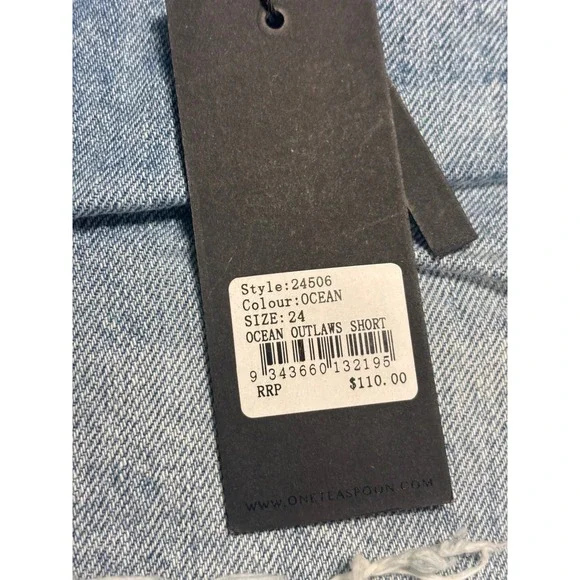 Style:24506
Colour:OCEAN
SIZE:24
OCEAN OUTLAWS SHORT
9 343660 132195
RRP $110.00
WWW.ONETEASPOON.COM